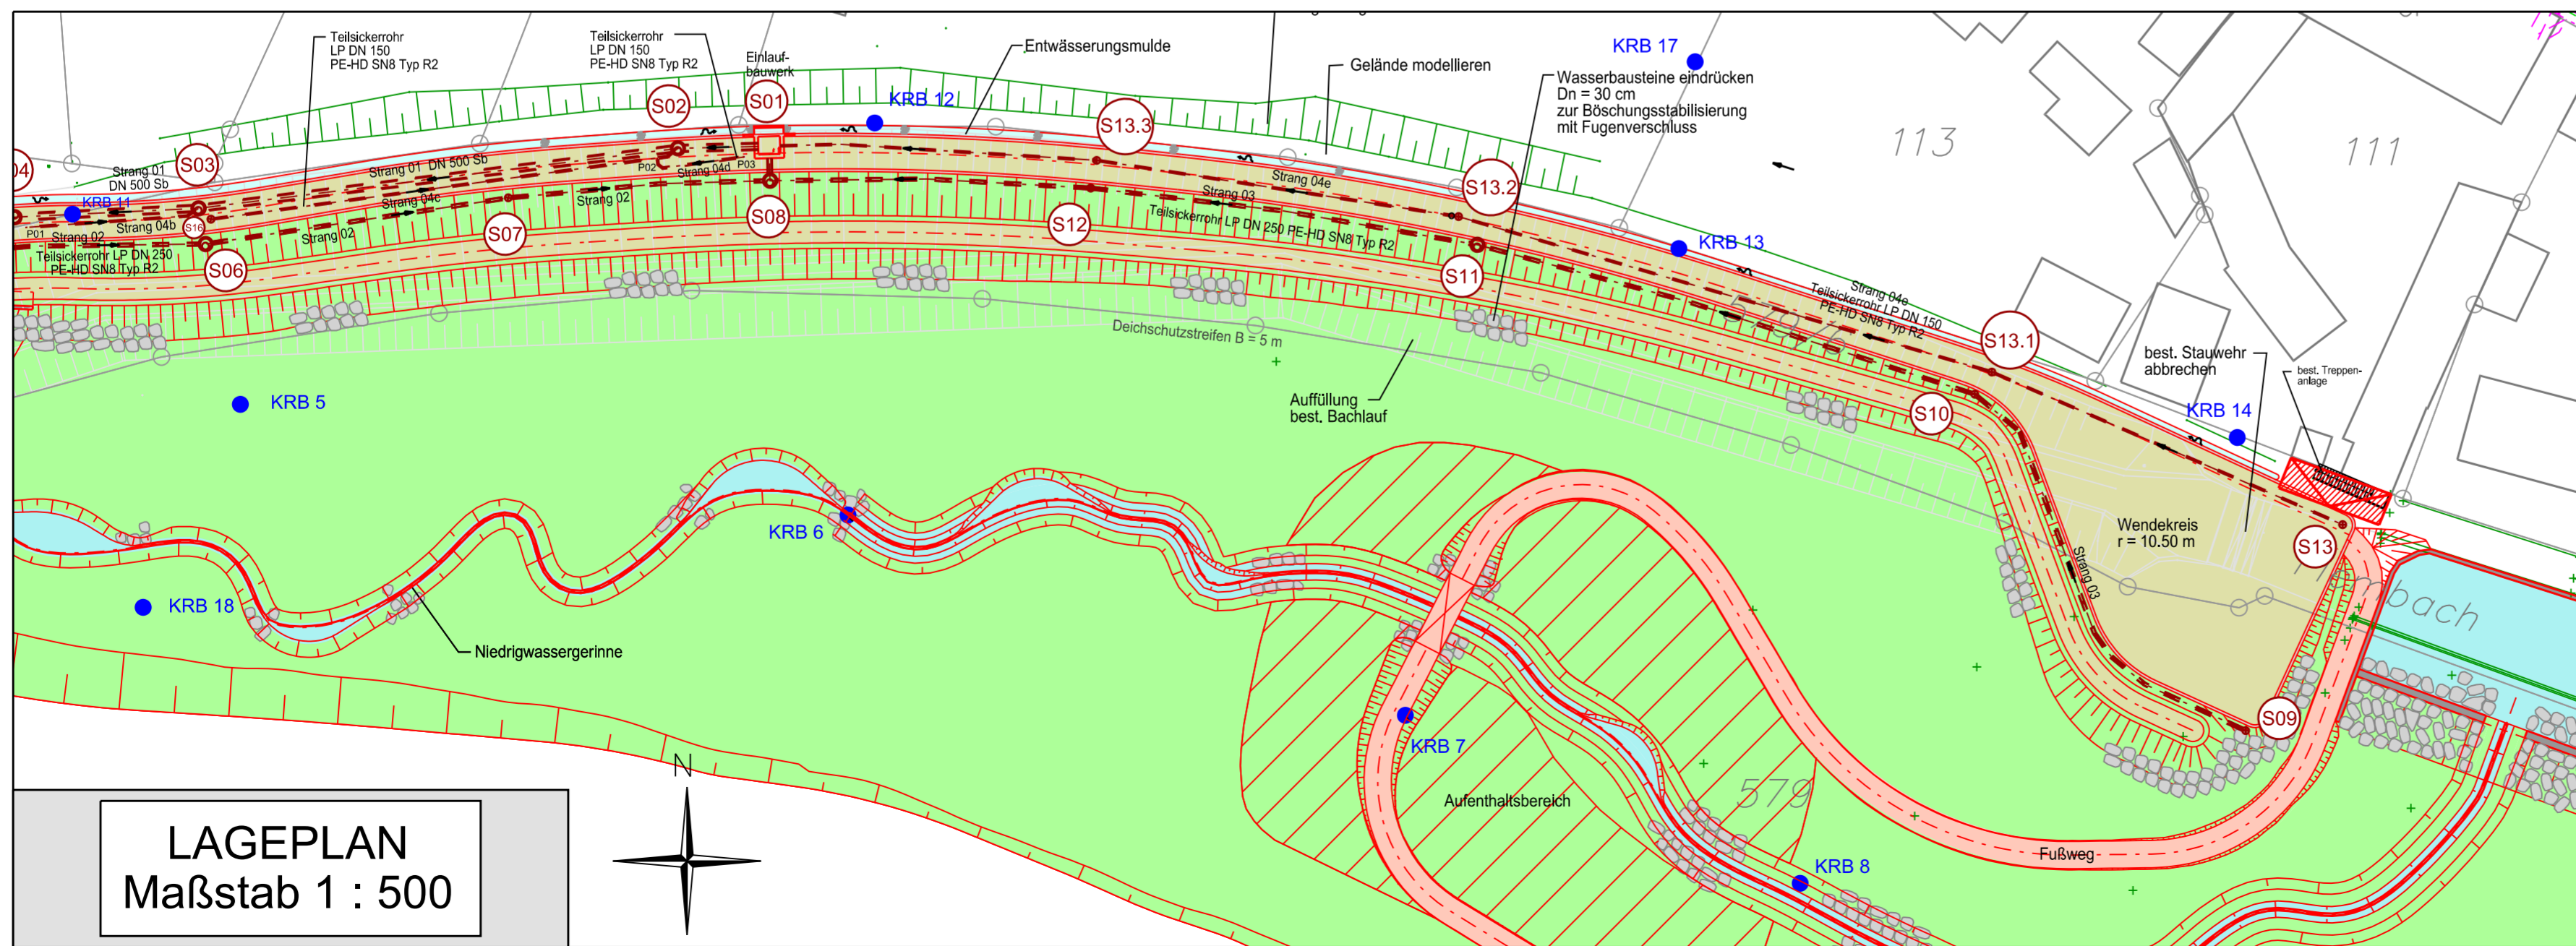 Teilsickerrohr
LP DN 150
PE-HD SN8 Typ R2
Teilsickerrohr
LP DN 150
PE-HD SN8 Typ R2
Einlauf-
bauwerk
Entwässerungsmulde
Gelände modellieren
Wasserbausteine eindrücken
Dn = 30 cm
zur Böschungsstabilisierung
mit Fugenverschluss
KRB 17
113
111
S02
S01
KRB 12
S13.3
S13.2
04
S03
Strang 01
DN 500 Sb
Strang 01 DN 500 Sb
P02
Strang 04d
P03
Strang 04e
Strang 03
KRB 11
P01
Strang 04b
S16
Strang 04c
Strang 02
Strang 02
Strang 02
Teilsickerrohr LP DN 250
PE-HD SN8 Typ R2
S06
S07
S08
S12
Teilsickerrohr LP DN 250 PE-HD SN8 Typ R2
S11
KRB 13
Strang 04e
Teilsickerrohr LP DN 150
PE-HD SN8 Typ R2
S13.1
Deichschutzstreifen B = 5 m
best. Stauwehr
abbrechen
best. Treppen-
anlage
KRB 5
Auffüllung
best. Bachlauf
S10
KRB 14
KRB 6
Wendekreis
r = 10.50 m
S13
Strang 03
KRB 18
Niedrigwassergerinne
S09
KRB 7
Aufenthaltsbereich
579
Fußweg
KRB 8
N
LAGEPLAN
Maßstab 1 : 500